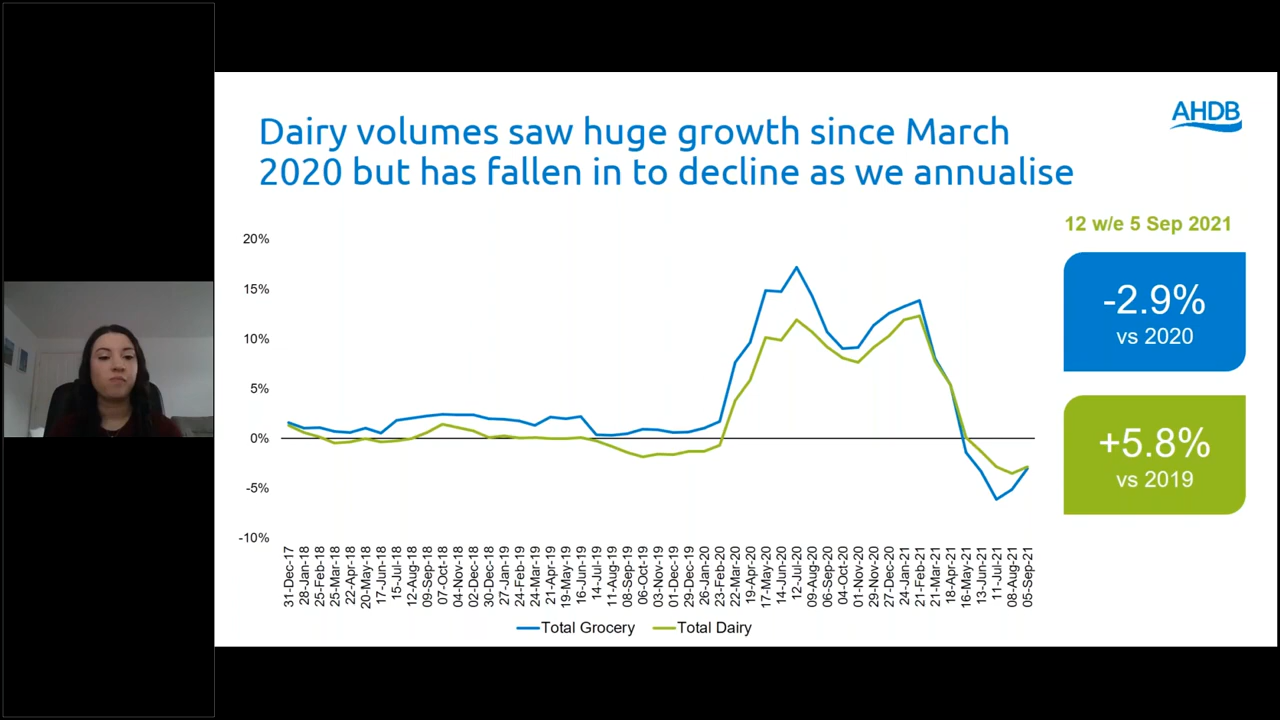 AHDB
Dairy volumes saw huge growth since March
2020 but has fallen in to decline as we annualise
12 w/e 5 Sep 2021
-2.9%
vs 2020
+5.8%
vs 2019
20%
15%
10%
5%
0%
-5%
-10%
31-Dec-17
28-Jan-18
25-Feb-18
25-Mar-18
22-Apr-18
20-May-18
17-Jun-18
15-Jul-18
12-Aug-18
09-Sep-18
07-Oct-18
04-Nov-18
02-Dec-18
30-Dec-18
27-Jan-19
24-Feb-19
24-Mar-19
21-Apr-19
19-May-19
16-Jun-19
14-Jul-19
11-Aug-19
08-Sep-19
06-Oct-19
03-Nov-19
01-Dec-19
29-Dec-19
26-Jan-20
23-Feb-20
22-Mar-20
19-Apr-20
17-May-20
14-Jun-20
12-Jul-20
09-Aug-20
06-Sep-20
04-Oct-20
01-Nov-20
29-Nov-20
27-Dec-20
24-Jan-21
21-Feb-21
21-Mar-21
18-Apr-21
16-May-21
13-Jun-21
11-Jul-21
08-Aug-21
05-Sep-21
Total Grocery
Total Dairy